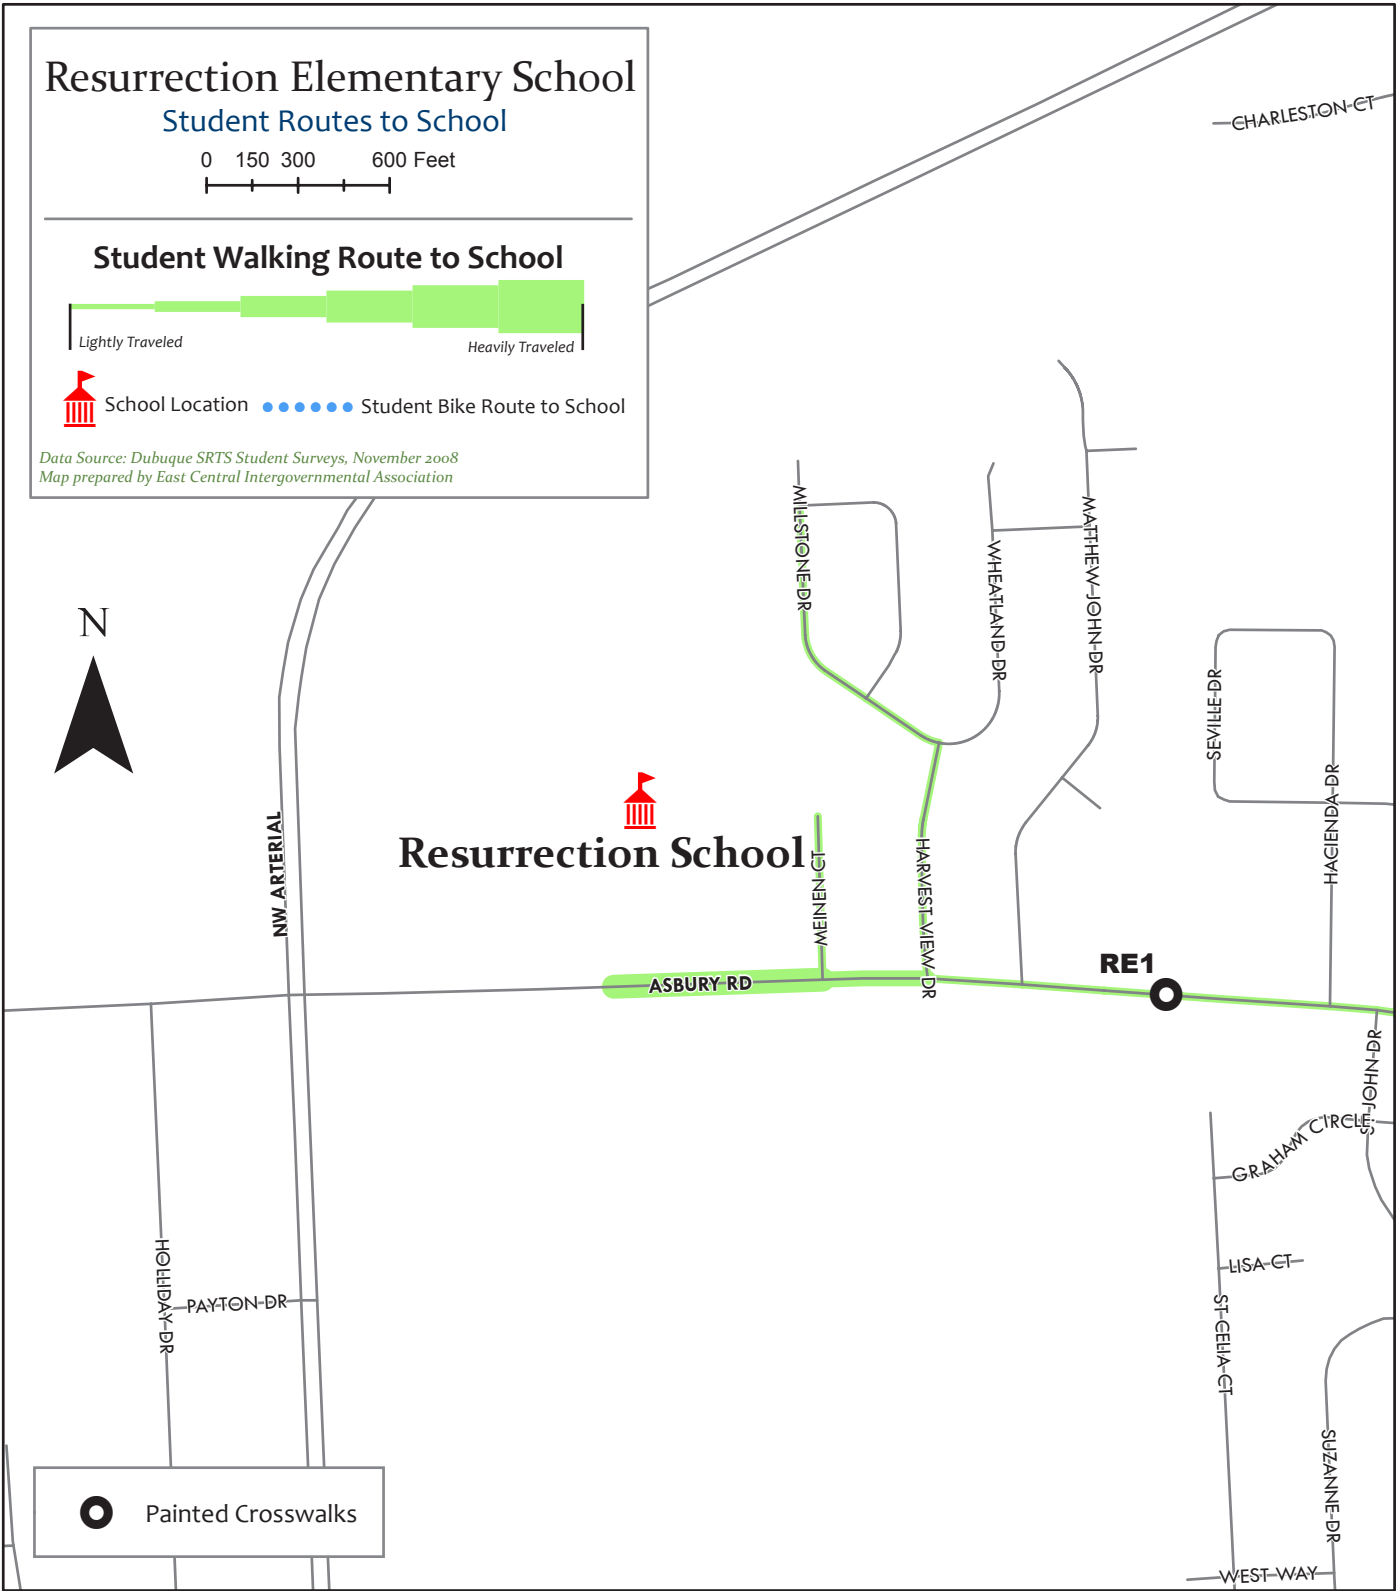 Resurrection Elementary School
Student Routes to School
0 150 300 600 Feet
Student Walking Route to School
Lightly Traveled
Heavily Traveled
School Location
Student Bike Route to School
Data Source: Dubuque SRTS Student Surveys, November 2008
Map prepared by East Central Intergovernmental Association
CHARLESTON CT
N
MILLSTONE DR
WHEATLAND DR
MATTHEW JOHN DR
SEVILLE DR
HACIENDA DR
NW ARTERIAL
Resurrection School
WEINEN CT
HARVEST VIEW DR
ASBURY RD
RE1
JOHN DR
GRAHAM CIRCLE
LISA CT
ST CELIA CT
HOLLIDAY DR
PAYTON DR
SUZANNE DR
WEST WAY
Painted Crosswalks